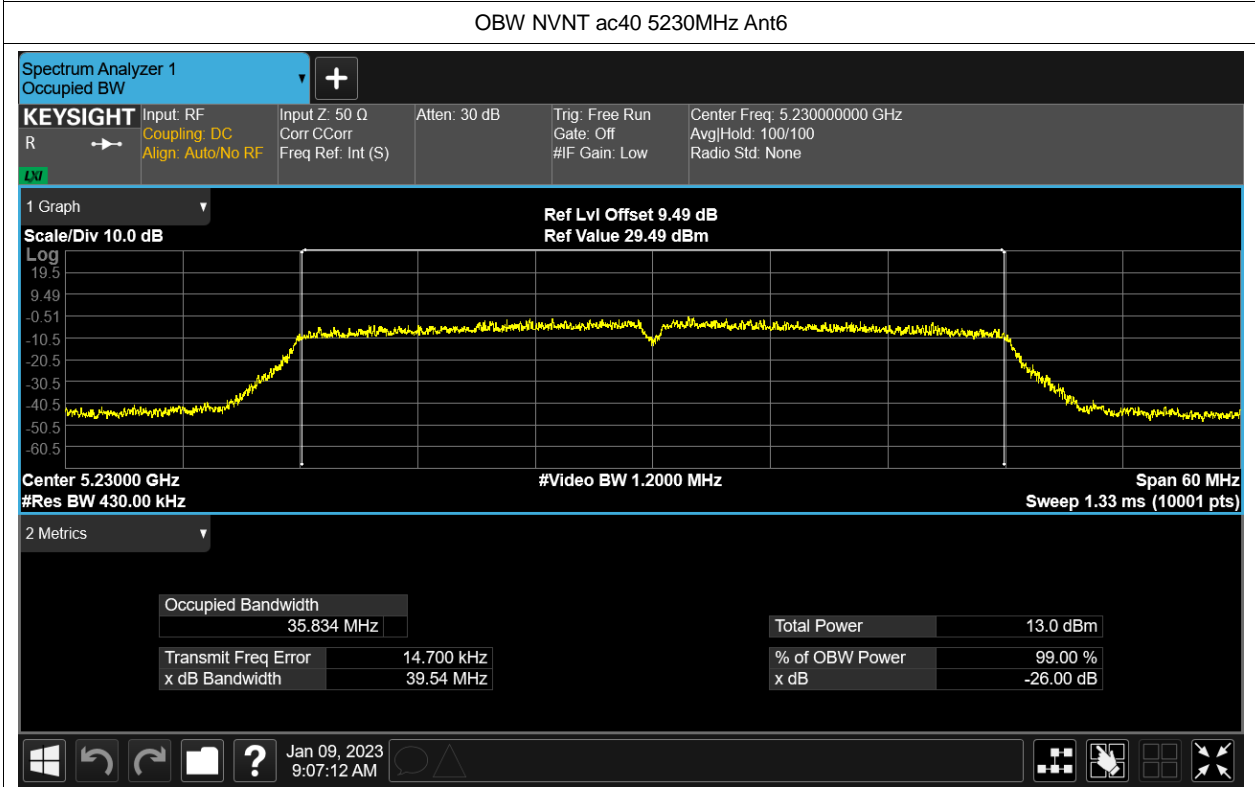 OBW NVNT ac40 5230MHz Ant6
Spectrum Analyzer 1
Occupied BW
KEYSIGHT
R
LXI
Input: RF
Coupling: DC
Align: Auto/No RF
Input Z: 50 Ω
Corr CCorr
Freq Ref: Int (S)
Atten: 30 dB
Trig: Free Run
Gate: Off
#IF Gain: Low
Center Freq: 5.230000000 GHz
Avg|Hold: 100/100
Radio Std: None
1 Graph
Scale/Div 10.0 dB
Ref Lvl Offset 9.49 dB
Ref Value 29.49 dBm
Log
19.5
9.49
-0.51
-10.5
-20.5
-30.5
-40.5
-50.5
-60.5
Center 5.23000 GHz
#Res BW 430.00 kHz
#Video BW 1.2000 MHz
Span 60 MHz
Sweep 1.33 ms (10001 pts)
2 Metrics
Occupied Bandwidth
35.834 MHz
Transmit Freq Error 14.700 kHz
x dB Bandwidth 39.54 MHz
Total Power 13.0 dBm
% of OBW Power 99.00 %
x dB -26.00 dB
?
Jan 09, 2023
9:07:12 AM